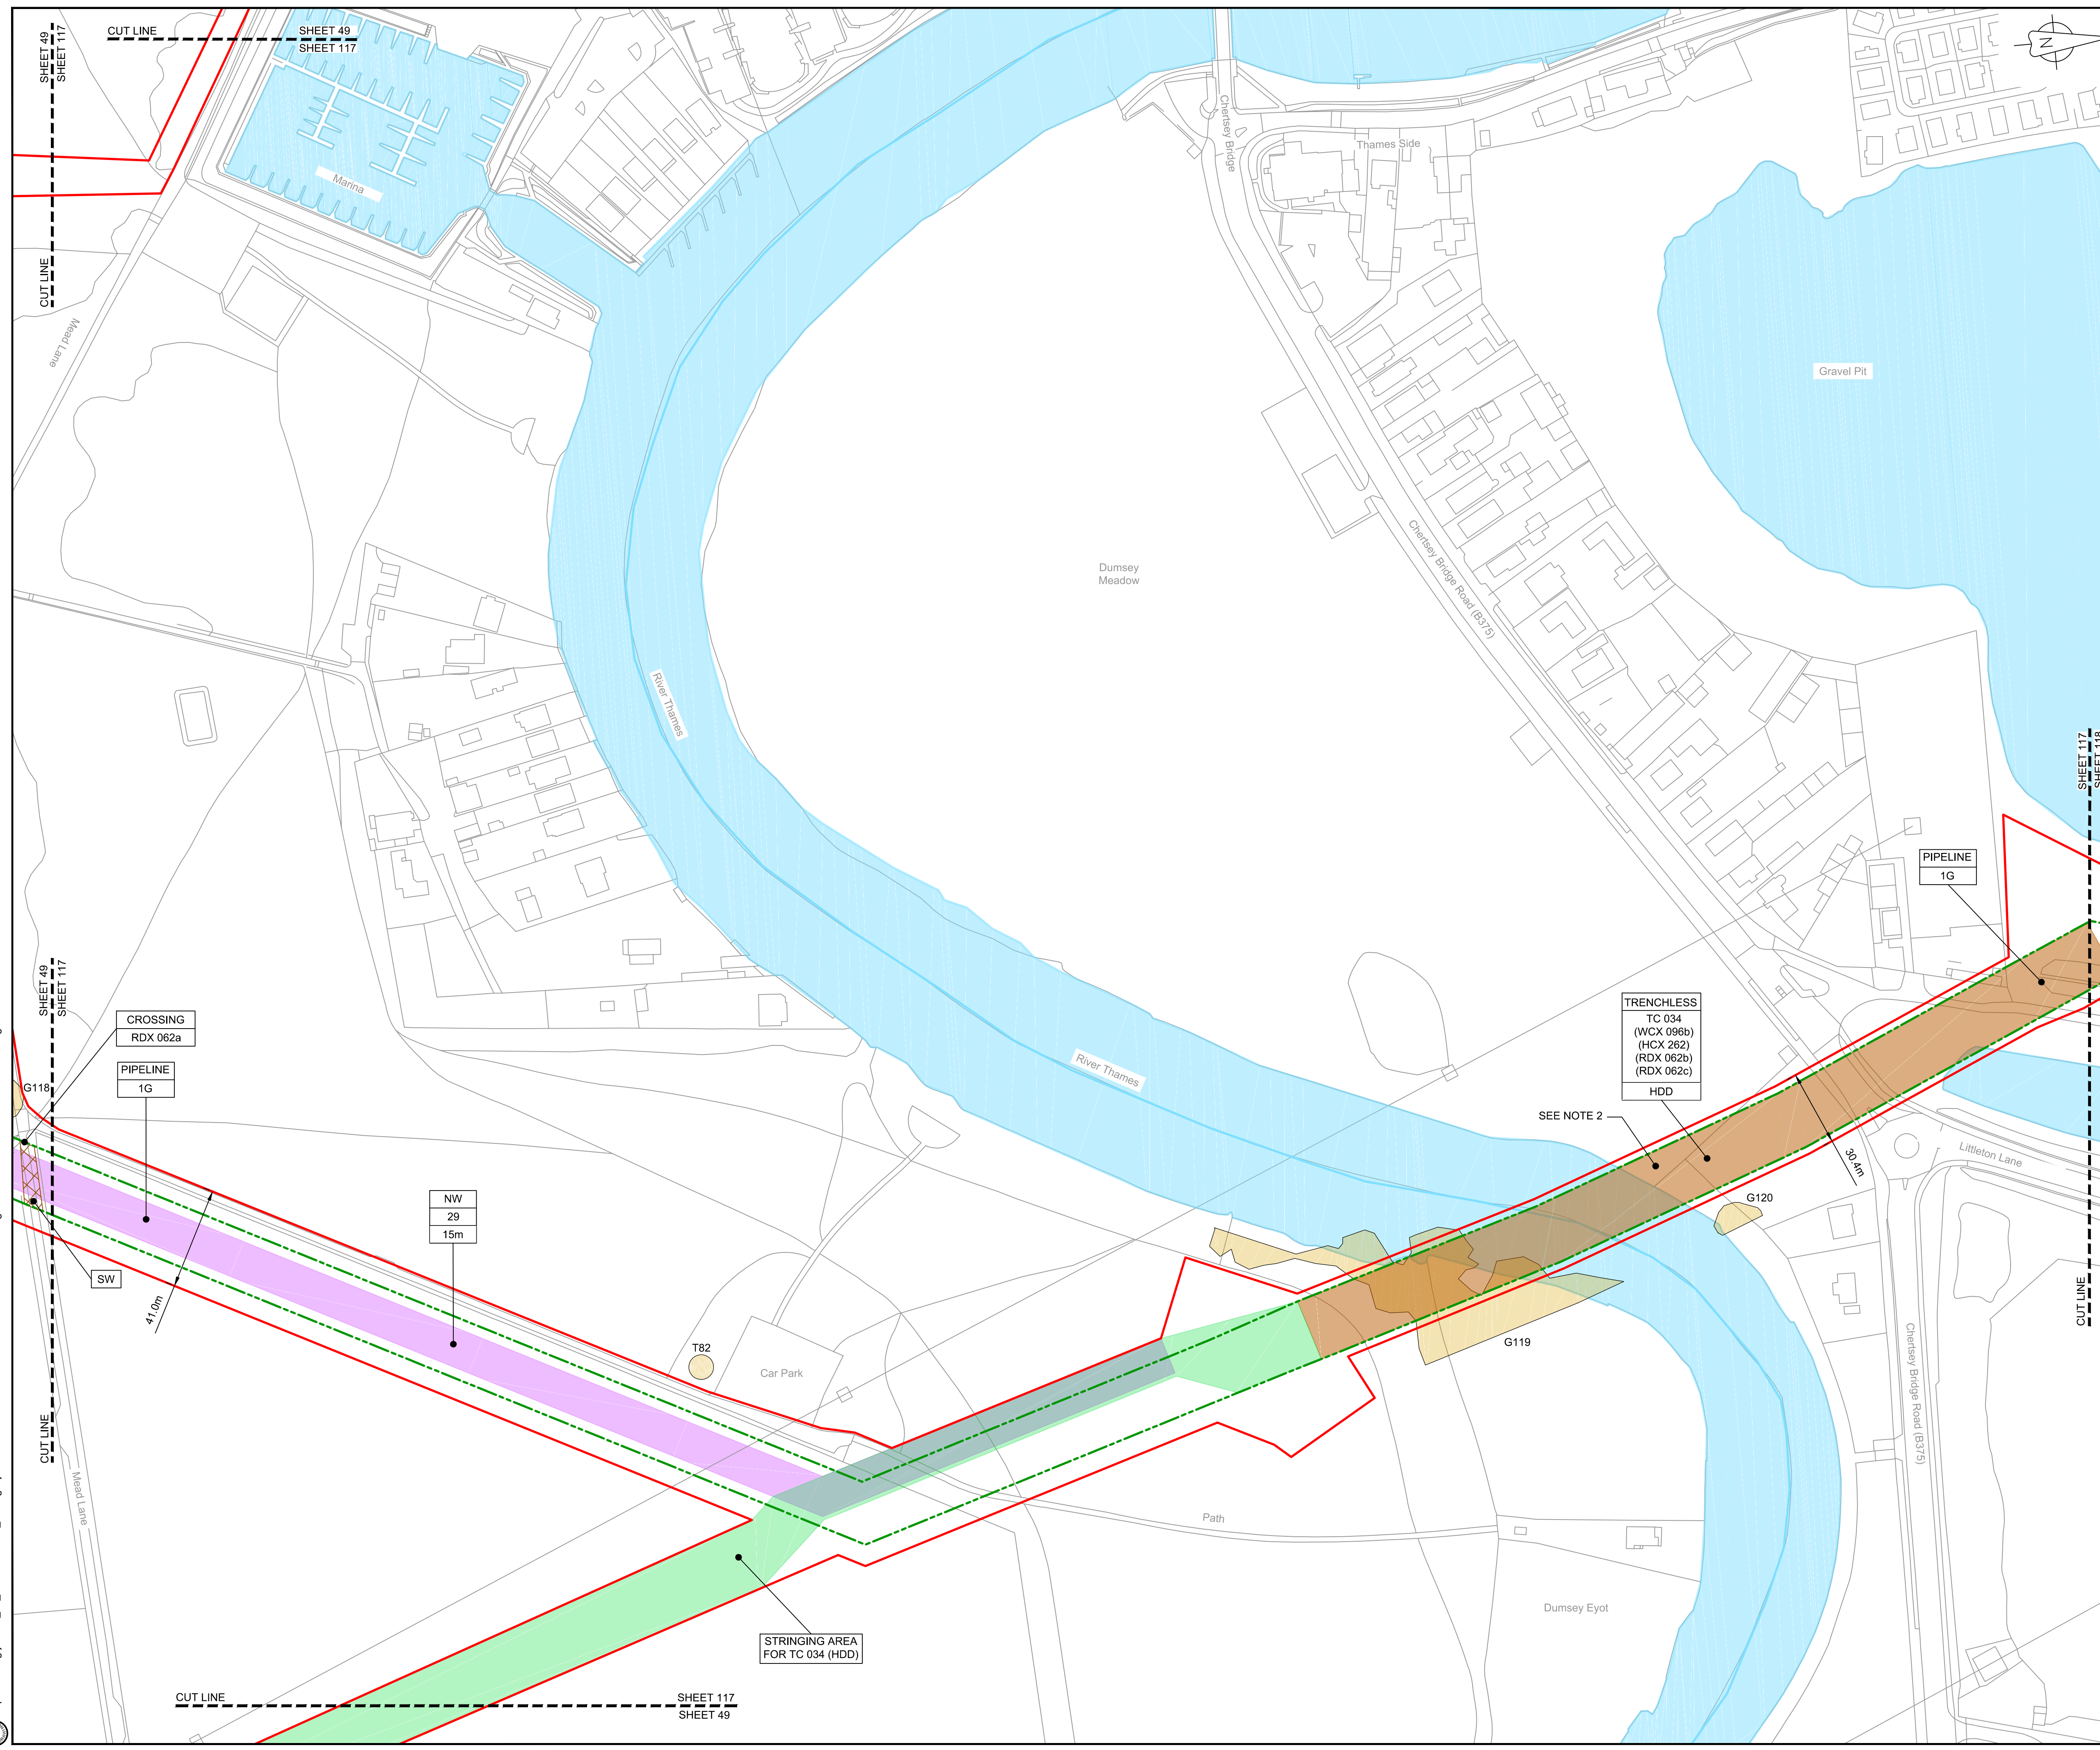 CUT LINE
SHEET 49
SHEET 117
SHEET 49
SHEET 117
CUT LINE
N
Marina
Mead Lane
Chertsey Bridge
Thames Side
Gravel Pit
Dumsey
Meadow
Chertsey Bridge Road (B375)
River Thames
SHEET 117
SHEET 118
PIPELINE
1G
SHEET 49
SHEET 117
CROSSING
RDX 062a
PIPELINE
1G
G118
River Thames
TRENCHLESS
TC 034
(WCX 096b)
(HCX 262)
(RDX 062b)
(RDX 062c)
HDD
SEE NOTE 2
30.4m
Littleton Lane
G120
NW
29
15m
SW
41.0m
T82
Car Park
G119
CUT LINE
Chertsey Bridge Road (B375)
CUT LINE
Mead Lane
Path
Dumsey Eyot
STRINGING AREA
FOR TC 034 (HDD)
CUT LINE
SHEET 117
SHEET 49